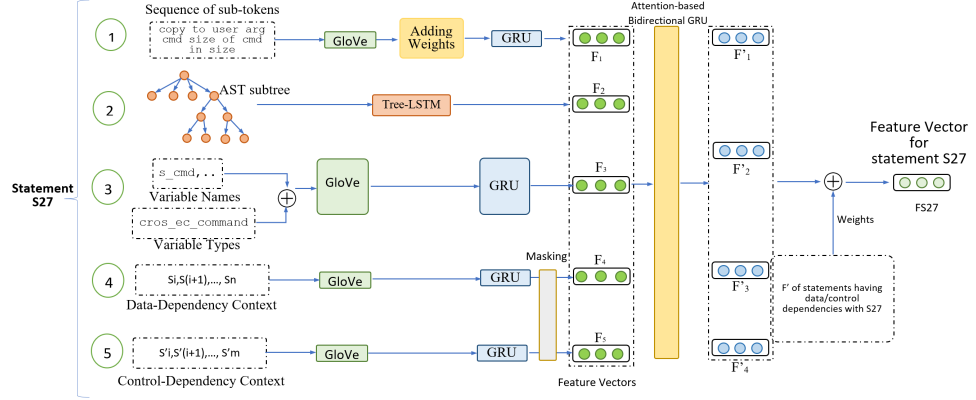 Statement
S27
1
Sequence of sub-tokens
copy to user arg
cmd size of cmd
in size
GloVe
Adding
Weights
GRU
F₁
2
AST subtree
Tree-LSTM
F₂
3
s_cmd,..
Variable Names
cros_ec_command
Variable Types
GloVe
GRU
F₃
4
Si,S(i+1),..., Sn
Data-Dependency Context
GloVe
GRU
Masking
F₄
5
S'i,S'(i+1),..., S'm
Control-Dependency Context
GloVe
GRU
F₅
Feature Vectors
Attention-based
Bidirectional GRU
F'₁
F'₂
F'₃
F'₄
Weights
F' of statements having
data/control
dependencies with S27
Feature Vector
for
statement S27
FS27